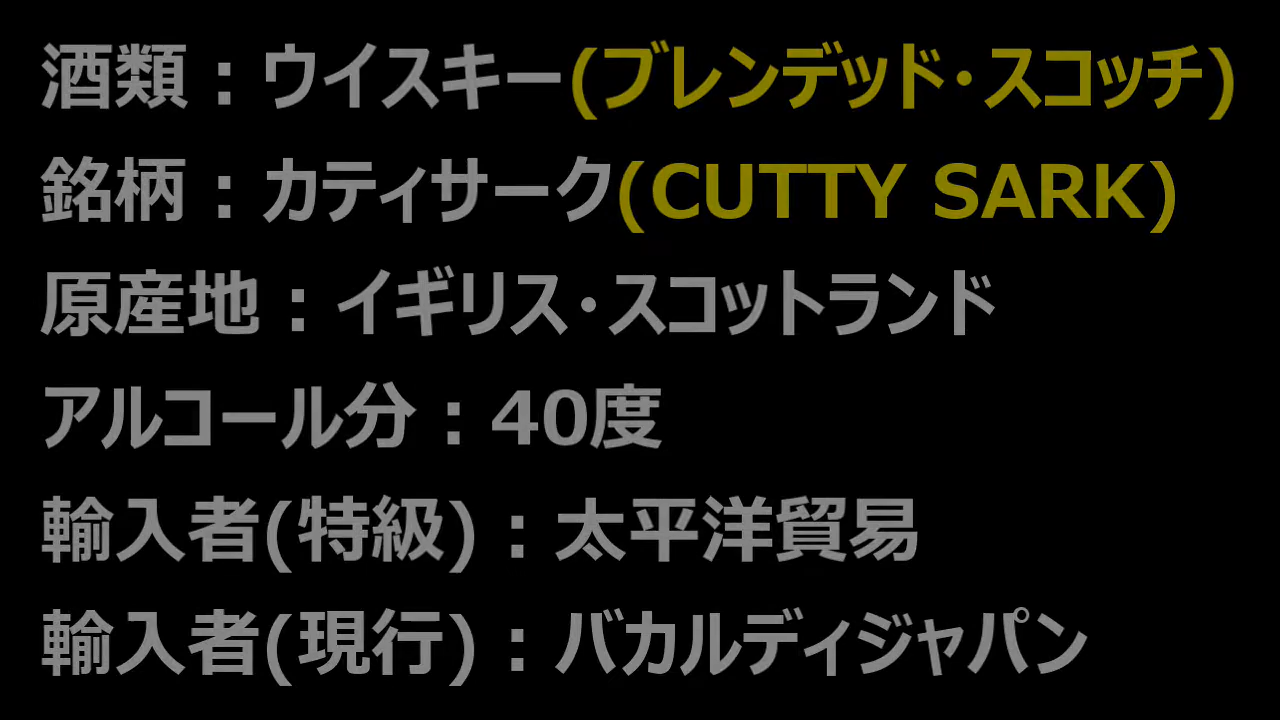 酒類：ウイスキー(ブレンデッド・スコッチ)
銘柄：カティサーク(CUTTY SARK)
原産地：イギリス・スコットランド
アルコール分：40度
輸入者(特級)：太平洋貿易
輸入者(現行)：バカルディジャパン